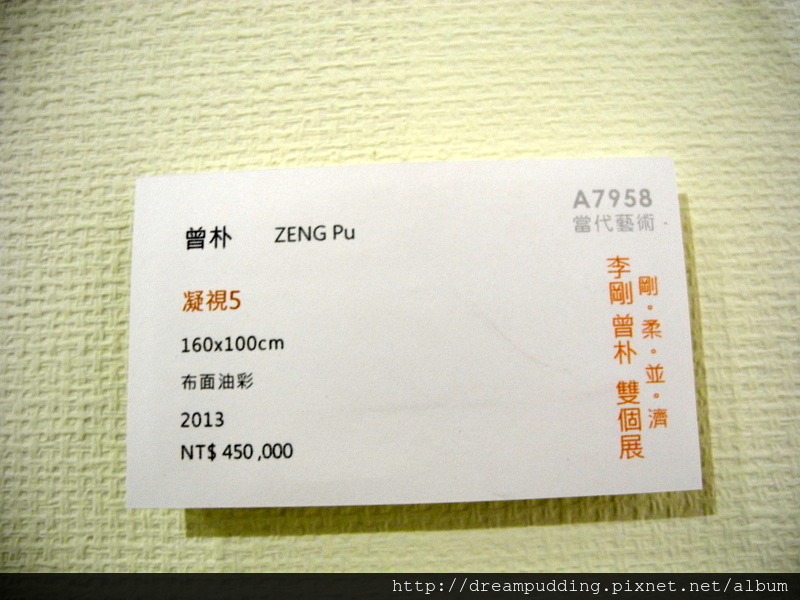 曾朴 ZENG Pu
凝視5
160x100cm
布面油彩
2013
NT$ 450,000
A7958
當代藝術 -
剛。柔。並。濟
李剛 曾朴 雙個展
http://dreampudding.pixnet.net/album